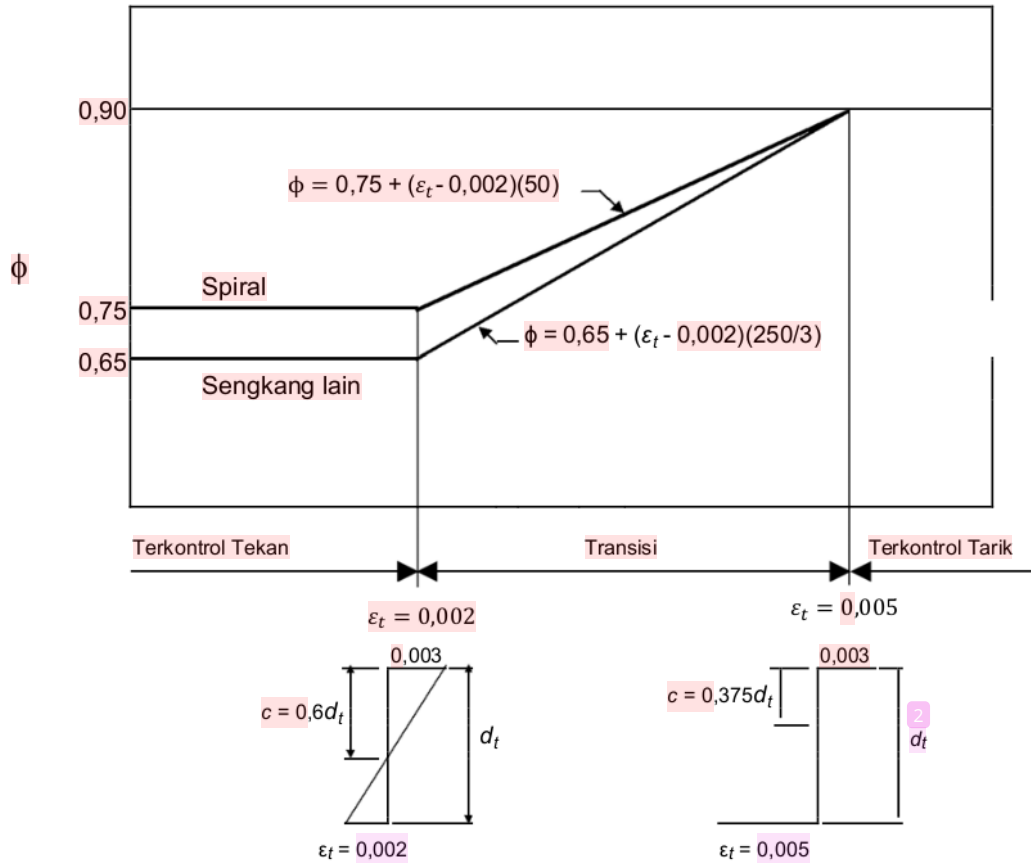 0,90
ϕ = 0,75 + (εt - 0,002)(50)
ϕ
Spiral
0,75
ϕ = 0,65 + (εt - 0,002)(250/3)
0,65
Sengkang lain
Terkontrol Tekan
Transisi
Terkontrol Tarik
εt = 0,002
εt = 0,005
0,003
c = 0,6dt
dt
εt = 0,002
0,003
c = 0,375dt
2
dt
εt = 0,005